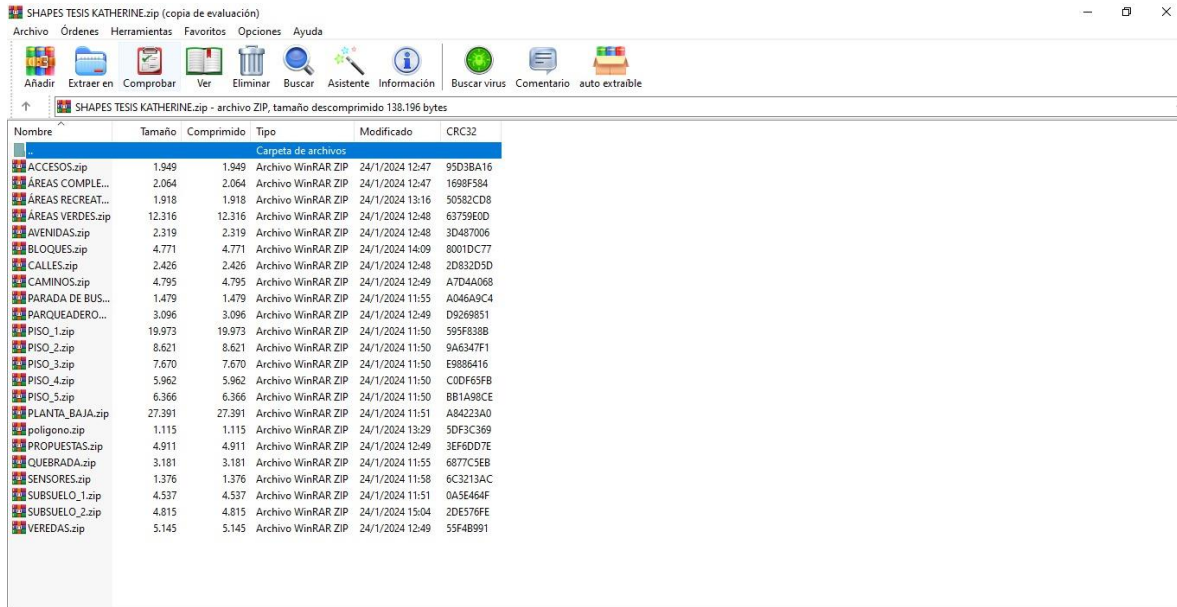 SHAPES TESIS KATHERINE.zip (copia de evaluación)
Archivo Órdenes Herramientas Favoritos Opciones Ayuda
Añadir Extraer en Comprobar Ver Eliminar Buscar Asistente Información Buscar virus Comentario auto extraíble
SHAPES TESIS KATHERINE.zip - archivo ZIP, tamaño descomprimido 138.196 bytes
Nombre Tamaño Comprimido Tipo Modificado CRC32
.. Carpeta de archivos
ACCESOS.zip 1.949 1.949 Archivo WinRAR ZIP 24/1/2024 12:47 95D3BA16
ÁREAS COMPLE... 2.064 2.064 Archivo WinRAR ZIP 24/1/2024 12:47 1698F584
ÁREAS RECREAT... 1.918 1.918 Archivo WinRAR ZIP 24/1/2024 13:16 50582CD8
ÁREAS VERDES.zip 12.316 12.316 Archivo WinRAR ZIP 24/1/2024 12:48 63759E0D
AVENIDAS.zip 2.319 2.319 Archivo WinRAR ZIP 24/1/2024 12:48 3D487006
BLOQUES.zip 4.771 4.771 Archivo WinRAR ZIP 24/1/2024 14:09 8001DC77
CALLES.zip 2.426 2.426 Archivo WinRAR ZIP 24/1/2024 12:48 2D832D5D
CAMINOS.zip 4.795 4.795 Archivo WinRAR ZIP 24/1/2024 12:49 A7D4A068
PARADA DE BUS... 1.479 1.479 Archivo WinRAR ZIP 24/1/2024 11:55 A046A9C4
PARQUEADERO... 3.096 3.096 Archivo WinRAR ZIP 24/1/2024 12:49 D9269851
PISO_1.zip 19.973 19.973 Archivo WinRAR ZIP 24/1/2024 11:50 595F838B
PISO_2.zip 8.621 8.621 Archivo WinRAR ZIP 24/1/2024 11:50 9A6347F1
PISO_3.zip 7.670 7.670 Archivo WinRAR ZIP 24/1/2024 11:50 E9886416
PISO_4.zip 5.962 5.962 Archivo WinRAR ZIP 24/1/2024 11:50 C0DF65FB
PISO_5.zip 6.366 6.366 Archivo WinRAR ZIP 24/1/2024 11:50 BB1A98CE
PLANTA_BAJA.zip 27.391 27.391 Archivo WinRAR ZIP 24/1/2024 11:51 A84223A0
poligono.zip 1.115 1.115 Archivo WinRAR ZIP 24/1/2024 13:29 5DF3C369
PROPUESTAS.zip 4.911 4.911 Archivo WinRAR ZIP 24/1/2024 12:49 3EF6DD7E
QUEBRADA.zip 3.181 3.181 Archivo WinRAR ZIP 24/1/2024 11:55 6877C5EB
SENSORES.zip 1.376 1.376 Archivo WinRAR ZIP 24/1/2024 11:58 6C3213AC
SUBSUELO_1.zip 4.537 4.537 Archivo WinRAR ZIP 24/1/2024 11:51 0A5E464F
SUBSUELO_2.zip 4.815 4.815 Archivo WinRAR ZIP 24/1/2024 15:04 2DE576FE
VEREDAS.zip 5.145 5.145 Archivo WinRAR ZIP 24/1/2024 12:49 55F4B991